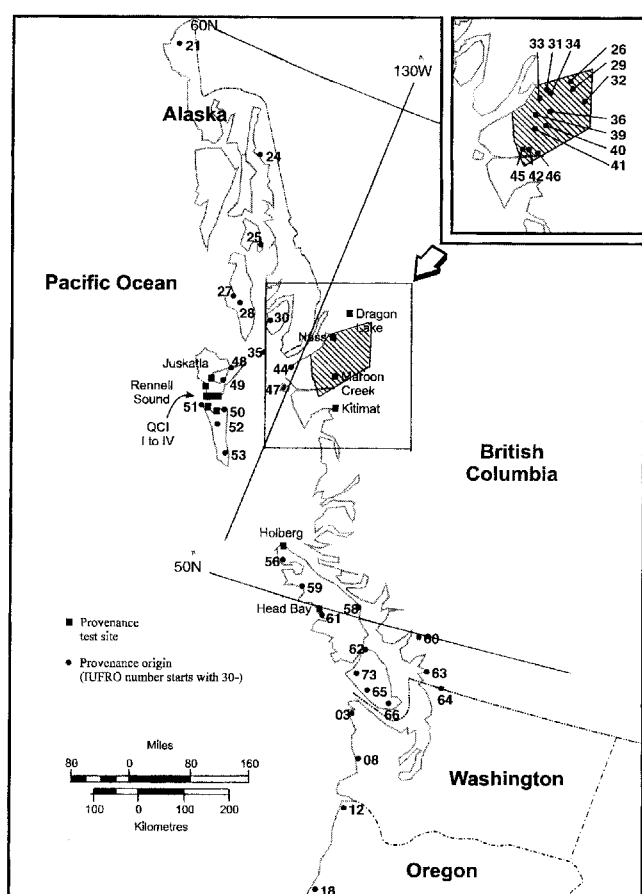 60N
21
130W
Alaska
24
25
Pacific Ocean
27
28
30
33 31 34
26
29
32
36
39
40
45 42 46
41
Dragon
Lake
Nass
35
44
48
Juskatla
49
47
Maroon
Creek
Rennell
Sound
51
50
Kitimat
QCI
I to IV
52
53
British
Columbia
Holberg
50N
56
59
Head Bay
58
61
60
62
63
73
65
64
66
03
08
12
18
Provenance
test site
Provenance origin
(IUFRO number starts with 30-)
Miles
80 0 80 160
100 0 100 200
Kilometres
Washington
Oregon